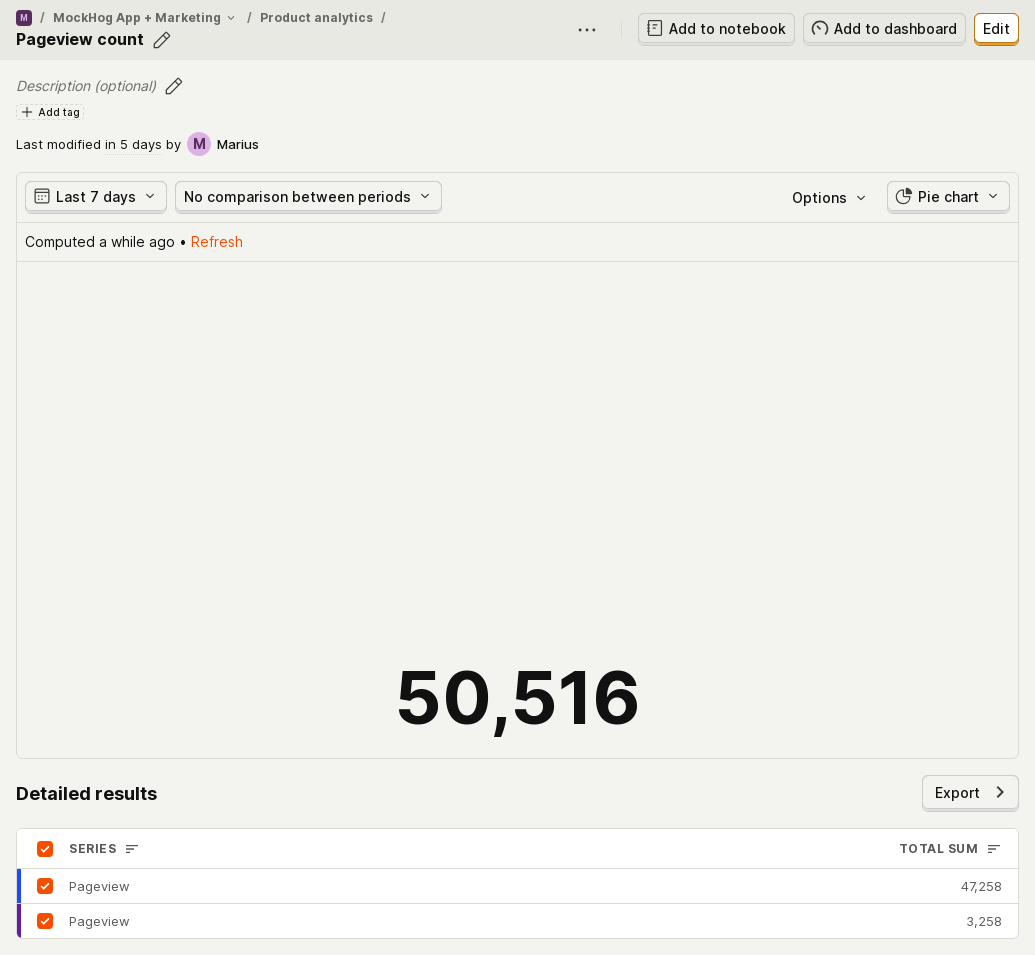 M / MockHog App + Marketing / Product analytics /
Pageview count
Add to notebook
Add to dashboard
Edit
Description (optional)
Add tag
Last modified in 5 days by M Marius
Last 7 days
No comparison between periods
Options
Pie chart
Computed a while ago • Refresh
50,516
Detailed results
Export
SERIES TOTAL SUM
Pageview 47,258
Pageview 3,258